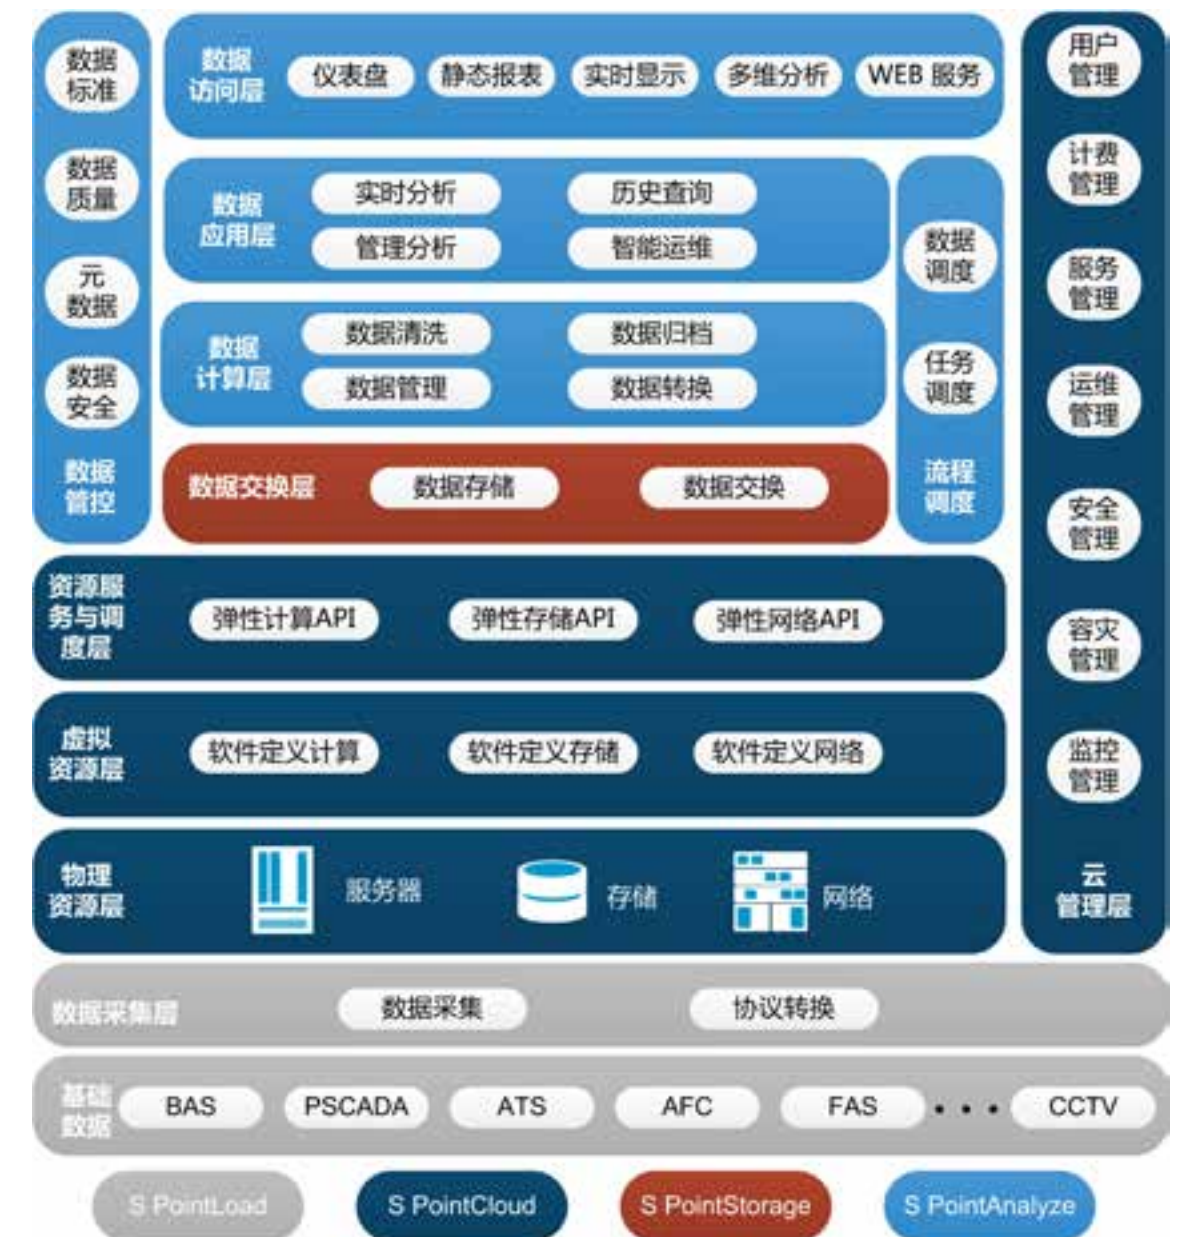 数据
标准
数据
质量
元
数据
数据
安全
数据
管控
数据
访问层
仪表盘
静态报表
实时显示
多维分析
WEB 服务
数据
应用层
实时分析
历史查询
管理分析
智能运维
数据
计算层
数据清洗
数据归档
数据管理
数据转换
数据交换层
数据存储
数据交换
数据
调度
任务
调度
流程
调度
用户
管理
计费
管理
服务
管理
运维
管理
安全
管理
容灾
管理
监控
管理
云
管理层
资源服
务与调
度层
弹性计算API
弹性存储API
弹性网络API
虚拟
资源层
软件定义计算
软件定义存储
软件定义网络
物理
资源层
服务器
存储
网络
数据采集层
数据采集
协议转换
基础
数据
BAS
PSCADA
ATS
AFC
FAS
• • •
CCTV
S PointLoad
S PointCloud
S PointStorage
S PointAnalyze